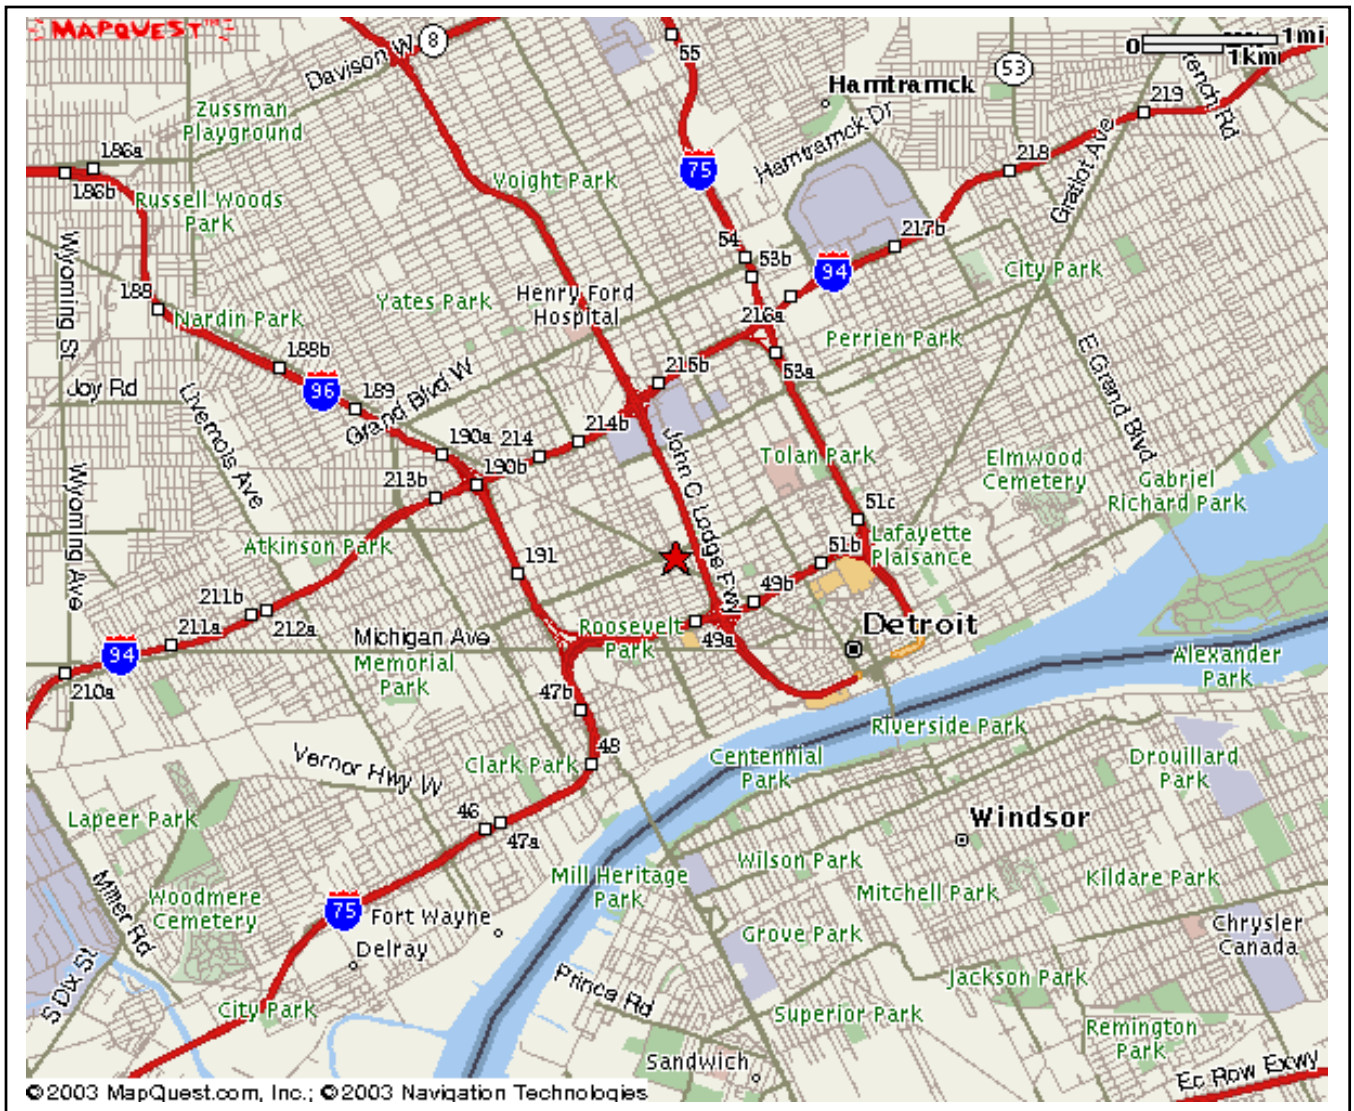 MAPQUEST
8
Davison W
55
53
0
1mi
1km
Hamtramck
French Rd
219
Zussman
Playground
Hamtramck Dr
Gratiot Ave
218
186a
186b
Russell Woods
Park
Voight Park
75
217b
54
53b
94
City Park
Wyoming St
188
Nardin Park
Yates Park
Henry Ford
Hospital
216a
Perrien Park
188b
215b
53a
E Grand Blvd
Joy Rd
96
189
Grand Blvd W
Livernois Ave
190a
214
214b
John C Lodge Fwy
Tolan Park
Elmwood
Cemetery
Gabriel
Richard Park
213b
190b
Wyoming Ave
51c
Atkinson Park
191
51b
Lafayette
Plaisance
211b
49b
211a
212a
Michigan Ave
Roosevelt
Park
49a
Detroit
94
210a
Memorial
Park
Alexander
Park
47b
Riverside Park
48
Vernor Hwy W
Clark Park
Centennial
Park
Drouillard
Park
46
47a
Lapeer Park
Windsor
Miller Rd
Woodmere
Cemetery
Mill Heritage
Park
Wilson Park
Mitchell Park
Kildare Park
75
Fort Wayne
Delray
Grove Park
Chrysler
Canada
S Dix St
City Park
Prince Rd
Jackson Park
Superior Park
Remington
Park
Sandwich
Ec Row Exwy
©2003 MapQuest.com, Inc.; ©2003 Navigation Technologies